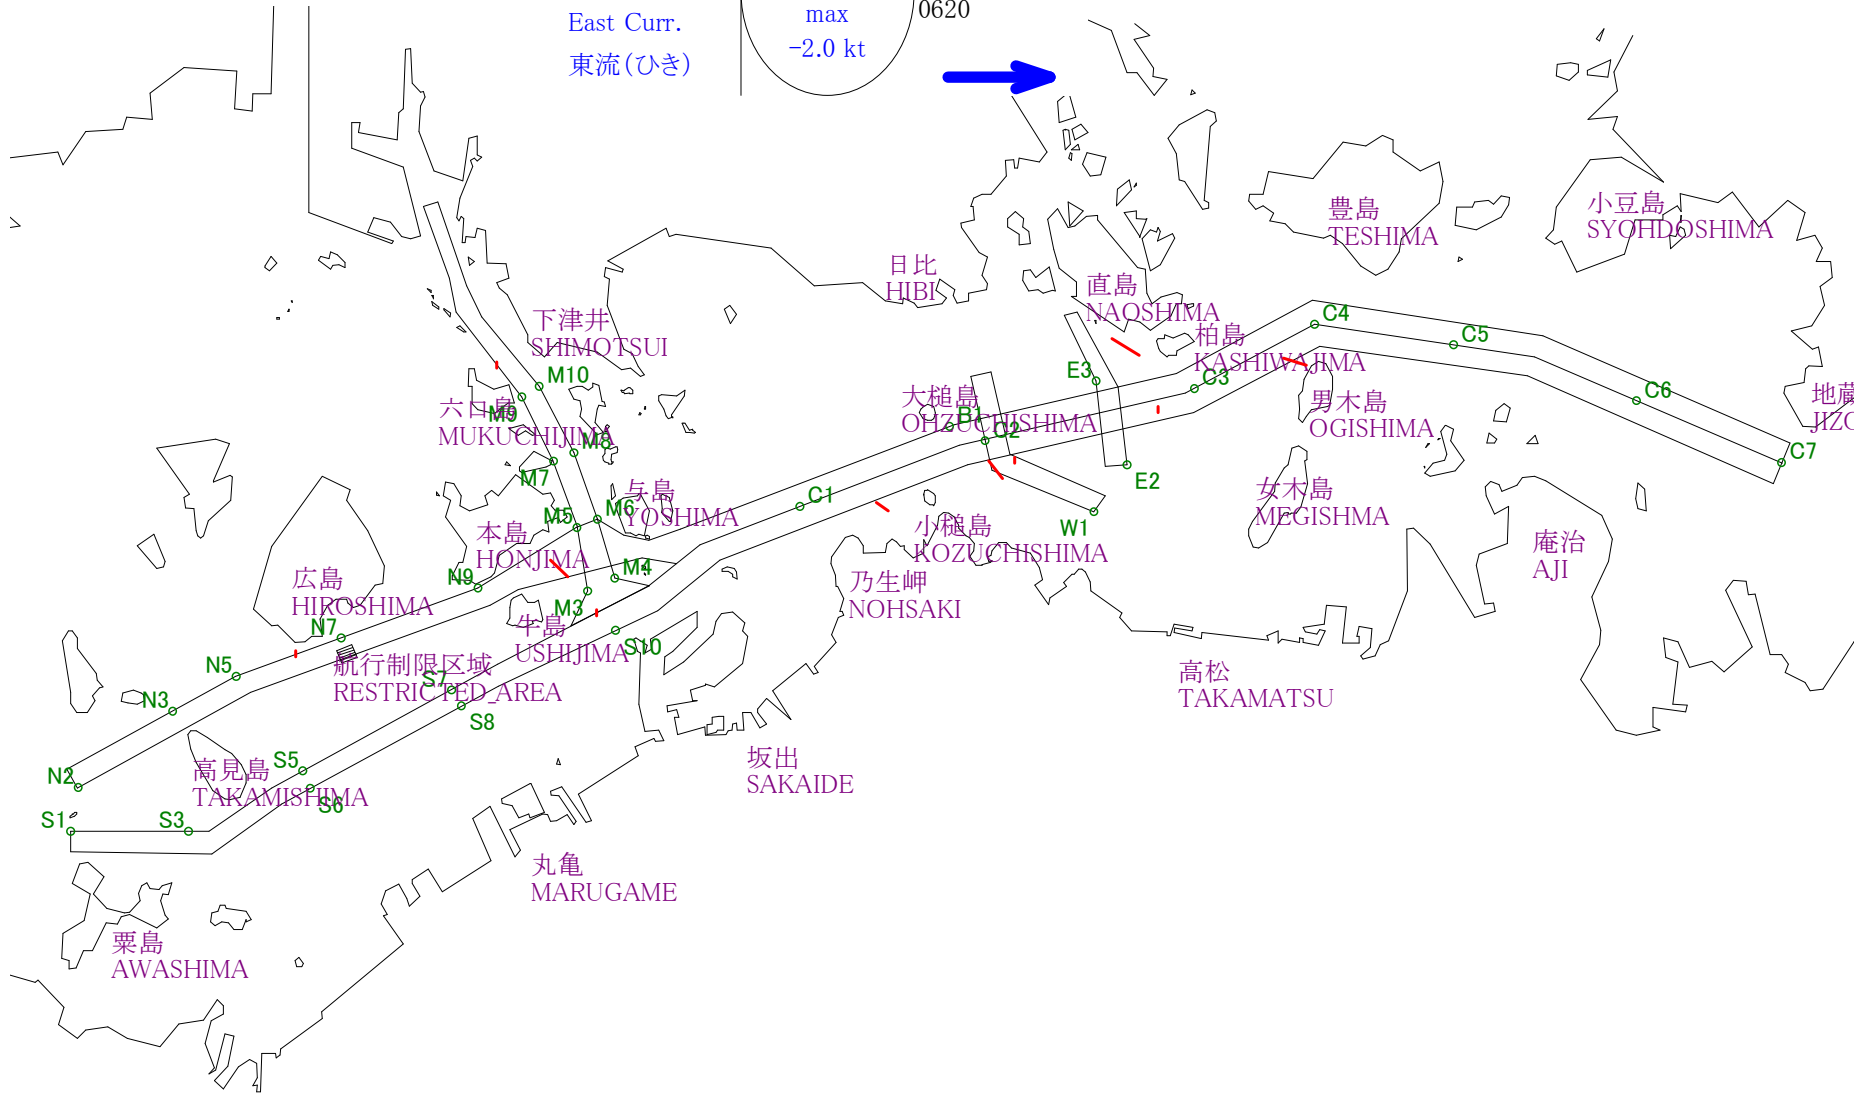 East Curr.
東流(ひき)
max
-2.0 kt
0620
豊島
TESHIMA
小豆島
SYOHDOSHIMA
日比
HIBI
直島
NAOSHIMA
下津井
SHIMOTSUI
柏島
KASHIWAJIMA
C4
C5
C3
E3
C6
地蔵
JIZO
M10
M9
六口島
MUKUCHIJIMA
M8
M7
大槌島
OHZUCHISHIMA
B1
C2
男木島
OGISHIMA
C7
E2
女木島
MEGISHMA
W1
与島
YOSHIMA
C1
M6
M5
本島
HONJIMA
小槌島
KOZUCHISHIMA
庵治
AJI
乃生岬
NOHSAKI
M4
M3
N9
広島
HIROSHIMA
N7
牛島
USHIJIMA
S10
N5
航行制限区域
RESTRICTED_AREA
S7
S8
N3
高松
TAKAMATSU
坂出
SAKAIDE
N2
高見島
TAKAMISHIMA
S5
S6
S1
S3
丸亀
MARUGAME
粟島
AWASHIMA